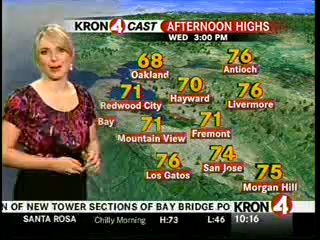 KRON 4 CAST AFTERNOON HIGHS
WED 3:00 PM
68
Oakland
76
Antioch
71
Redwood City
70
Hayward
76
Livermore
Bay
71
Mountain View
71
Fremont
76
Los Gatos
74
San Jose
75
Morgan Hill
N OF NEW TOWER SECTIONS OF BAY BRIDGE PO
KRON 4
SANTA ROSA Chilly Morning H:73 L:46 10:16